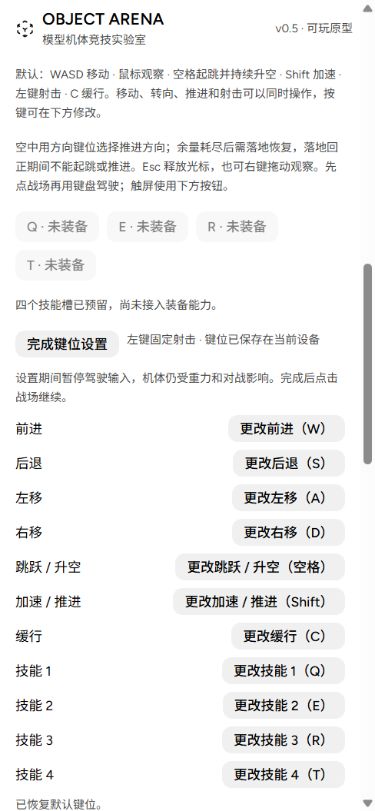 OBJECT ARENA
模型机体竞技实验室
v0.5 · 可玩原型
默认：WASD 移动 · 鼠标观察 · 空格起跳并持续升空 · Shift 加速 ·
左键射击 · C 缓行。移动、转向、推进和射击可以同时操作，按
键可在下方修改。
空中用方向键位选择推进方向；余量耗尽后需落地恢复，落地回
正期间不能起跳或推进。Esc 释放光标，也可右键拖动观察。先
点战场再用键盘驾驶；触屏使用下方按钮。
Q · 未装备
E · 未装备
R · 未装备
T · 未装备
四个技能槽已预留，尚未接入装备能力。
完成键位设置
左键固定射击 · 键位已保存在当前设备
设置期间暂停驾驶输入，机体仍受重力和对战影响。完成后点击
战场继续。
前进
更改前进（W）
后退
更改后退（S）
左移
更改左移（A）
右移
更改右移（D）
跳跃 / 升空
更改跳跃 / 升空（空格）
加速 / 推进
更改加速 / 推进（Shift）
缓行
更改缓行（C）
技能 1
更改技能 1（Q）
技能 2
更改技能 2（E）
技能 3
更改技能 3（R）
技能 4
更改技能 4（T）
已恢复默认键位。